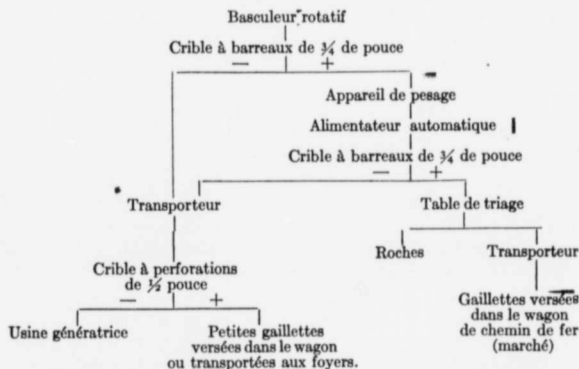 Basculeur rotatif
Crible à barreaux de ¾ de pouce
— +
Appareil de pesage
Alimentateur automatique
Crible à barreaux de ¾ de pouce
— +
Transporteur
Table de triage
Roches
Transporteur
Crible à perforations
de ½ pouce
— +
Gaillettes versées
dans le wagon
de chemin de fer
(marché)
Usine génératrice
Petites gaillettes
versées dans le wagon
ou transportées aux foyers.